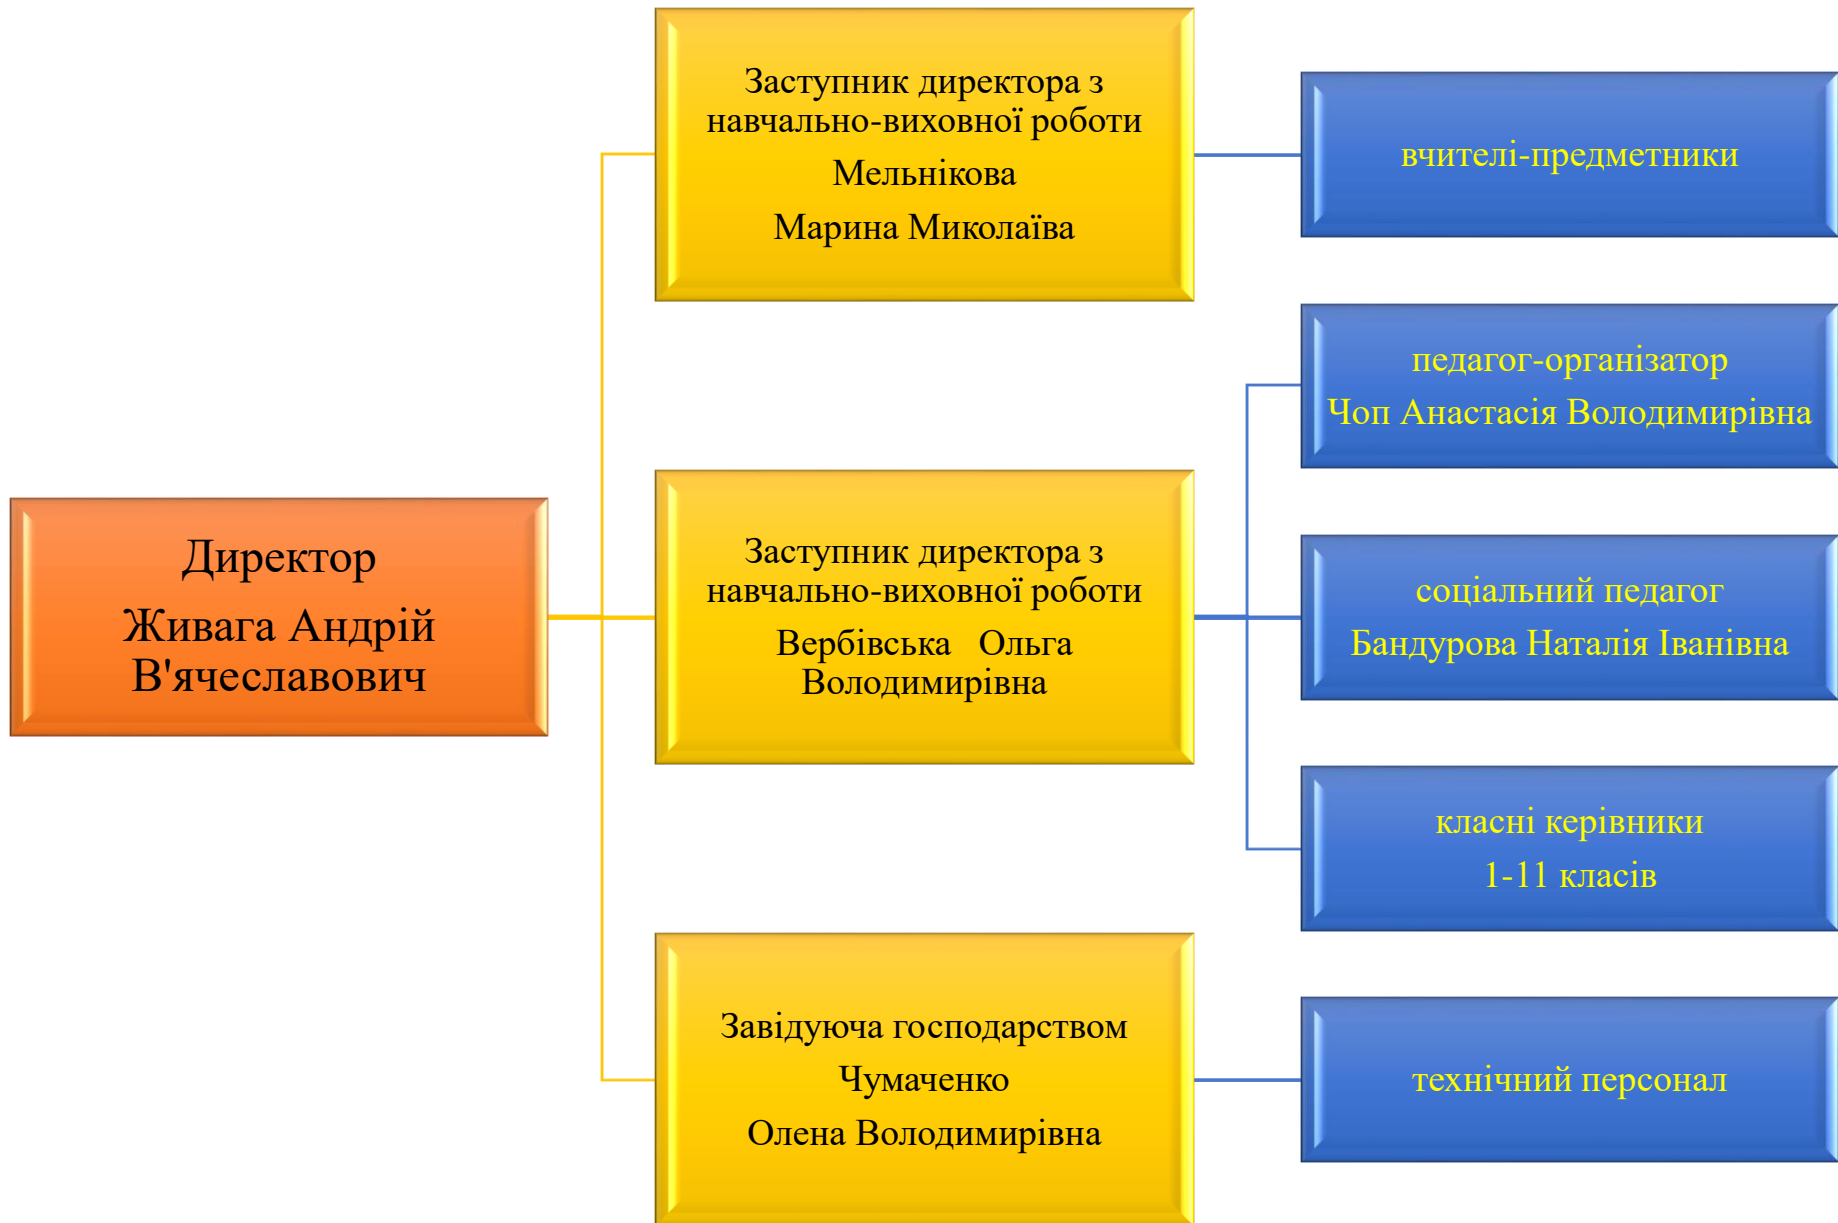 Директор
Живага Андрій
В'ячеславович
Заступник директора з
навчально-виховної роботи
Мельнікова
Марина Миколаїва
вчителі-предметники
Заступник директора з
навчально-виховної роботи
Вербівська Ольга
Володимирівна
педагог-організатор
Чоп Анастасія Володимирівна
соціальний педагог
Бандурова Наталія Іванівна
класні керівники
1-11 класів
Завідуюча господарством
Чумаченко
Олена Володимирівна
технічний персонал